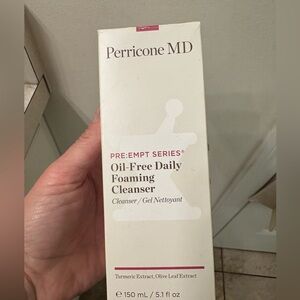 Perricone MD
PRE:EMPT SERIES®
Oil-Free Daily
Foaming
Cleanser
Cleanser / Gel Nettoyant
Turmeric Extract, Olive Leaf Extract
℮ 150 mL / 5.1 fl oz